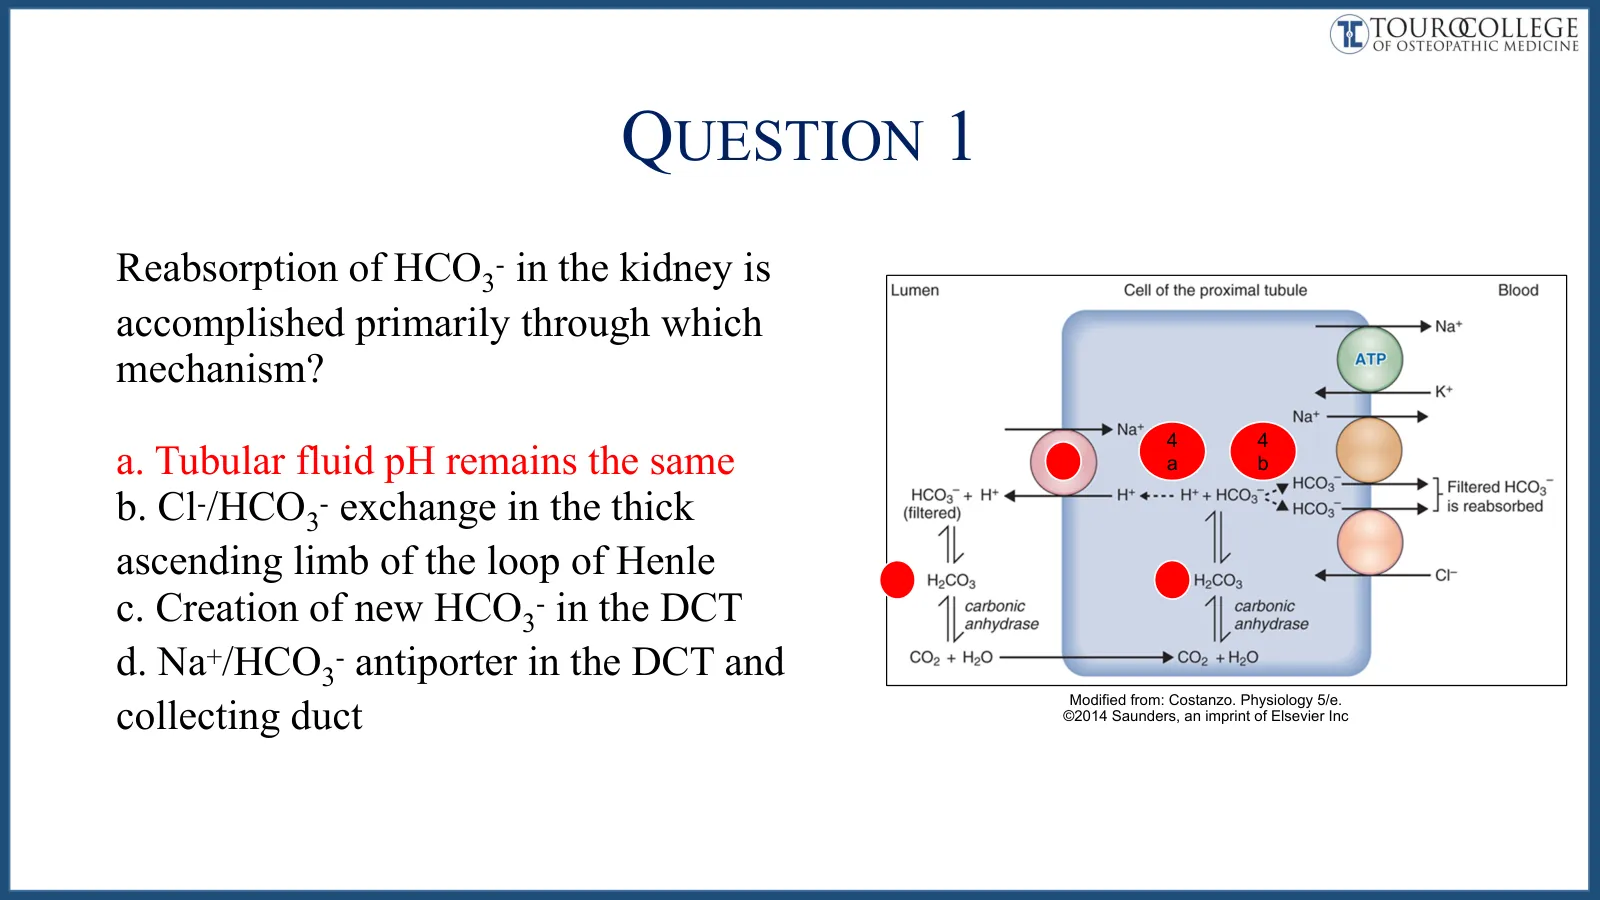 TOURO COLLEGE
OF OSTEOPATHIC MEDICINE
QUESTION 1
Reabsorption of HCO₃⁻ in the kidney is
accomplished primarily through which
mechanism?
a. Tubular fluid pH remains the same
b. Cl⁻/HCO₃⁻ exchange in the thick
ascending limb of the loop of Henle
c. Creation of new HCO₃⁻ in the DCT
d. Na⁺/HCO₃⁻ antiporter in the DCT and
collecting duct
Lumen
Cell of the proximal tubule
Blood
Na⁺
ATP
K⁺
Na⁺
Na⁺
4
a
4
b
HCO₃⁻ + H⁺
(filtered)
H⁺
H⁺ + HCO₃⁻
HCO₃⁻
HCO₃⁻
Filtered HCO₃⁻
is reabsorbed
H₂CO₃
H₂CO₃
Cl⁻
carbonic
anhydrase
carbonic
anhydrase
CO₂ + H₂O
CO₂ + H₂O
Modified from: Costanzo. Physiology 5/e.
©2014 Saunders, an imprint of Elsevier Inc